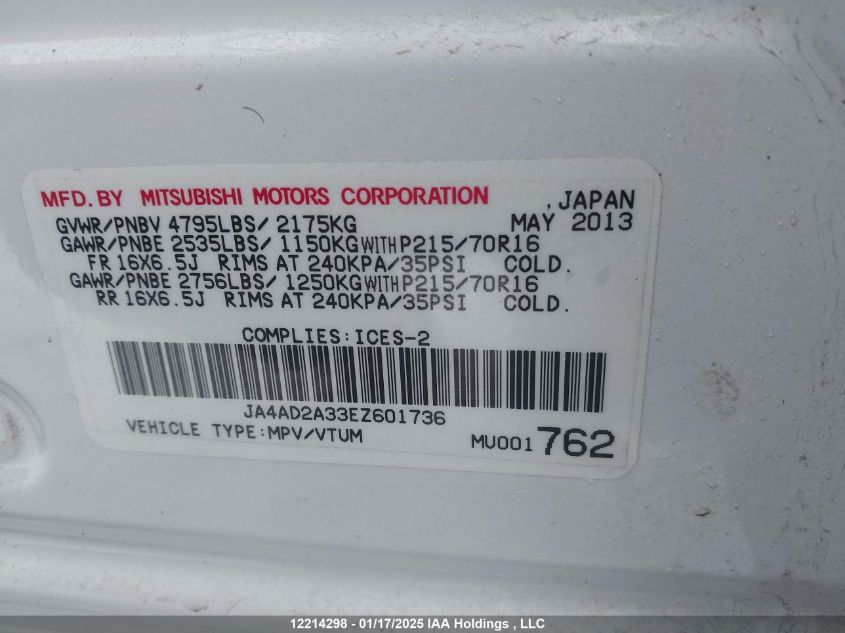 MFD. BY MITSUBISHI MOTORS CORPORATION , JAPAN
GVWR/PNBV 4795LBS/ 2175KG MAY 2013
GAWR/PNBE 2535LBS/ 1150KG WITH P215/70R16
FR 16X6.5J RIMS AT 240KPA/35PSI COLD.
GAWR/PNBE 2756LBS/ 1250KG WITH P215/70R16
RR 16X6.5J RIMS AT 240KPA/35PSI COLD.
COMPLIES:ICES-2
JA4AD2A33EZ601736
VEHICLE TYPE:MPV/VTUM MU001762
12214298 - 01/17/2025 IAA Holdings , LLC